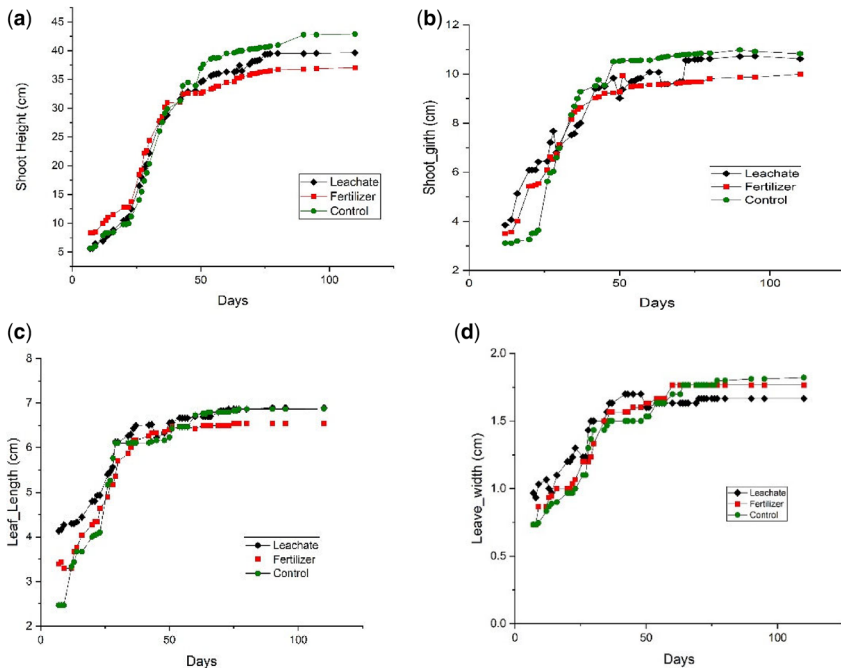 (a)
Shoot Height (cm)
45
40
35
30
25
20
15
10
5
0
50
100
Days
Leachate
Fertilizer
Control
(b)
Shoot_girth (cm)
12
10
8
6
4
2
0
50
100
Days
Leachate
Fertilizer
Control
(c)
Leaf_Length (cm)
8
7
6
5
4
3
2
0
50
100
Days
Leachate
Fertilizer
Control
(d)
Leave_width (cm)
2.0
1.5
1.0
0.5
0.0
0
50
100
Days
Leachate
Fertilizer
Control